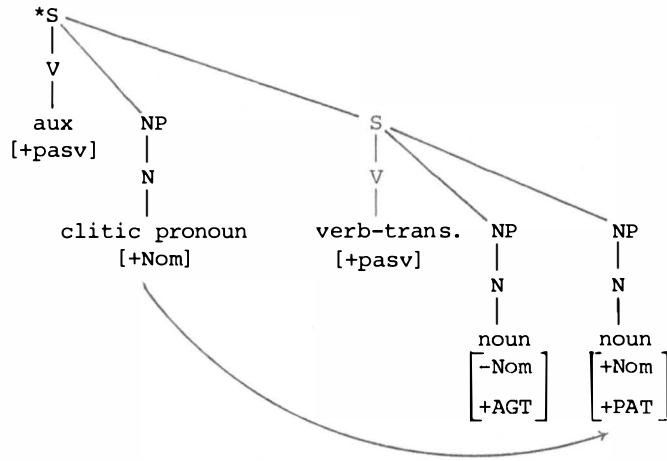 *S
V
aux NP S
[+pasv]
N V
clitic pronoun verb-trans. NP NP
[+Nom] [+pasv]
N N
noun noun
-Nom +Nom
+AGT +PAT